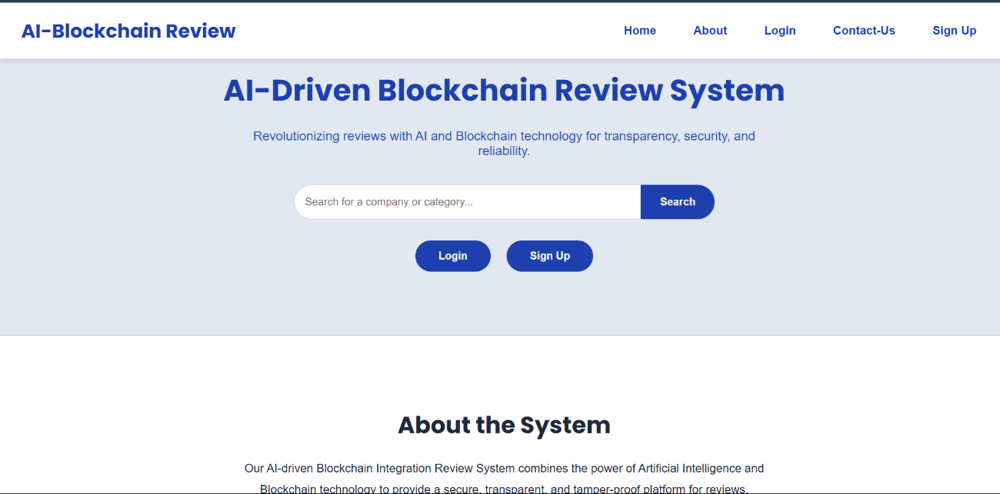 AI-Blockchain Review
Home About Login Contact-Us Sign Up
AI-Driven Blockchain Review System
Revolutionizing reviews with AI and Blockchain technology for transparency, security, and
reliability.
Search for a company or category...
Search
Login Sign Up
About the System
Our AI-driven Blockchain Integration Review System combines the power of Artificial Intelligence and
Blockchain technology to provide a secure, transparent, and tamper-proof platform for reviews.